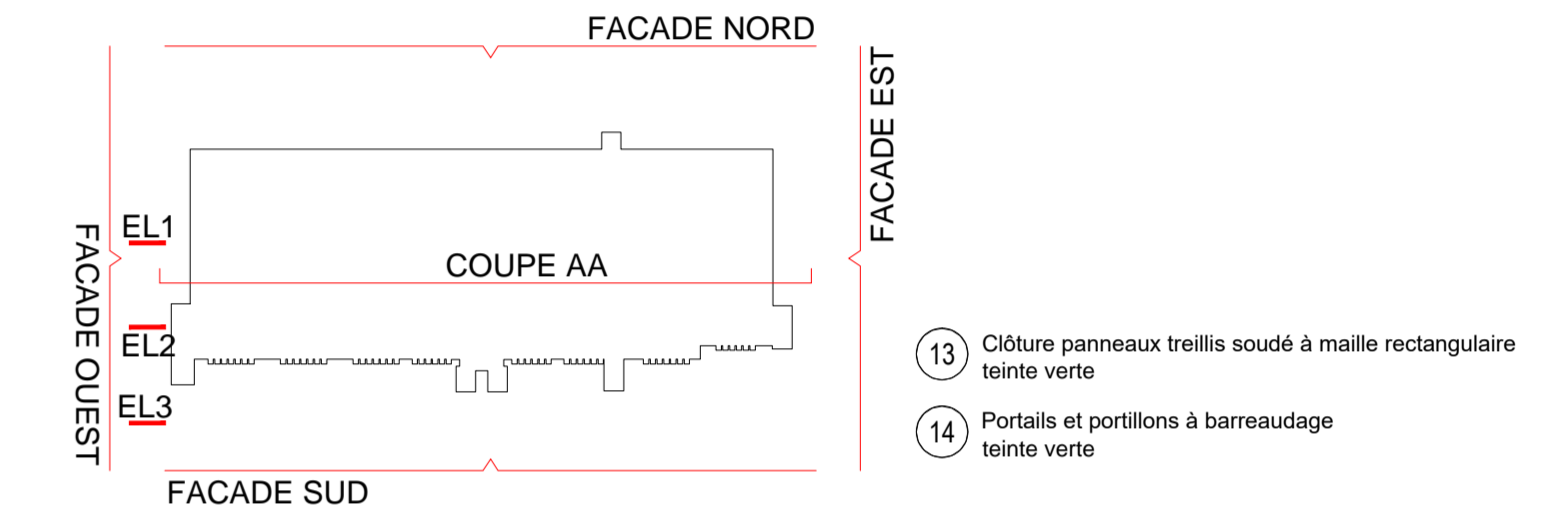 FACADE NORD
FACADE EST
EL1
FACADE OUEST
COUPE AA
EL2
13 Clôture panneaux treillis soudé à maille rectangulaire
teinte verte
EL3
14 Portails et portillons à barreaudage
teinte verte
FACADE SUD